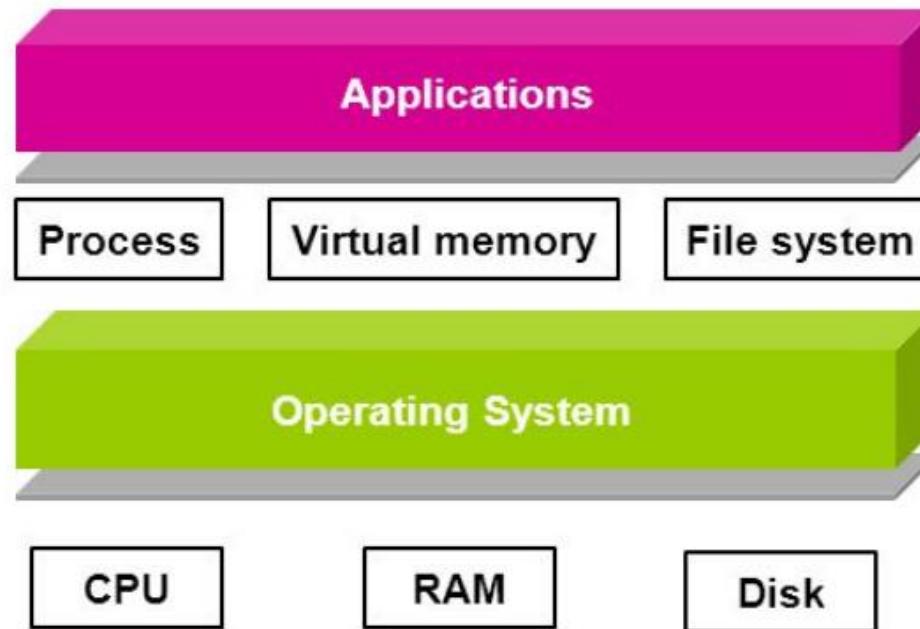 Applications
Process Virtual memory File system
Operating System
CPU RAM Disk